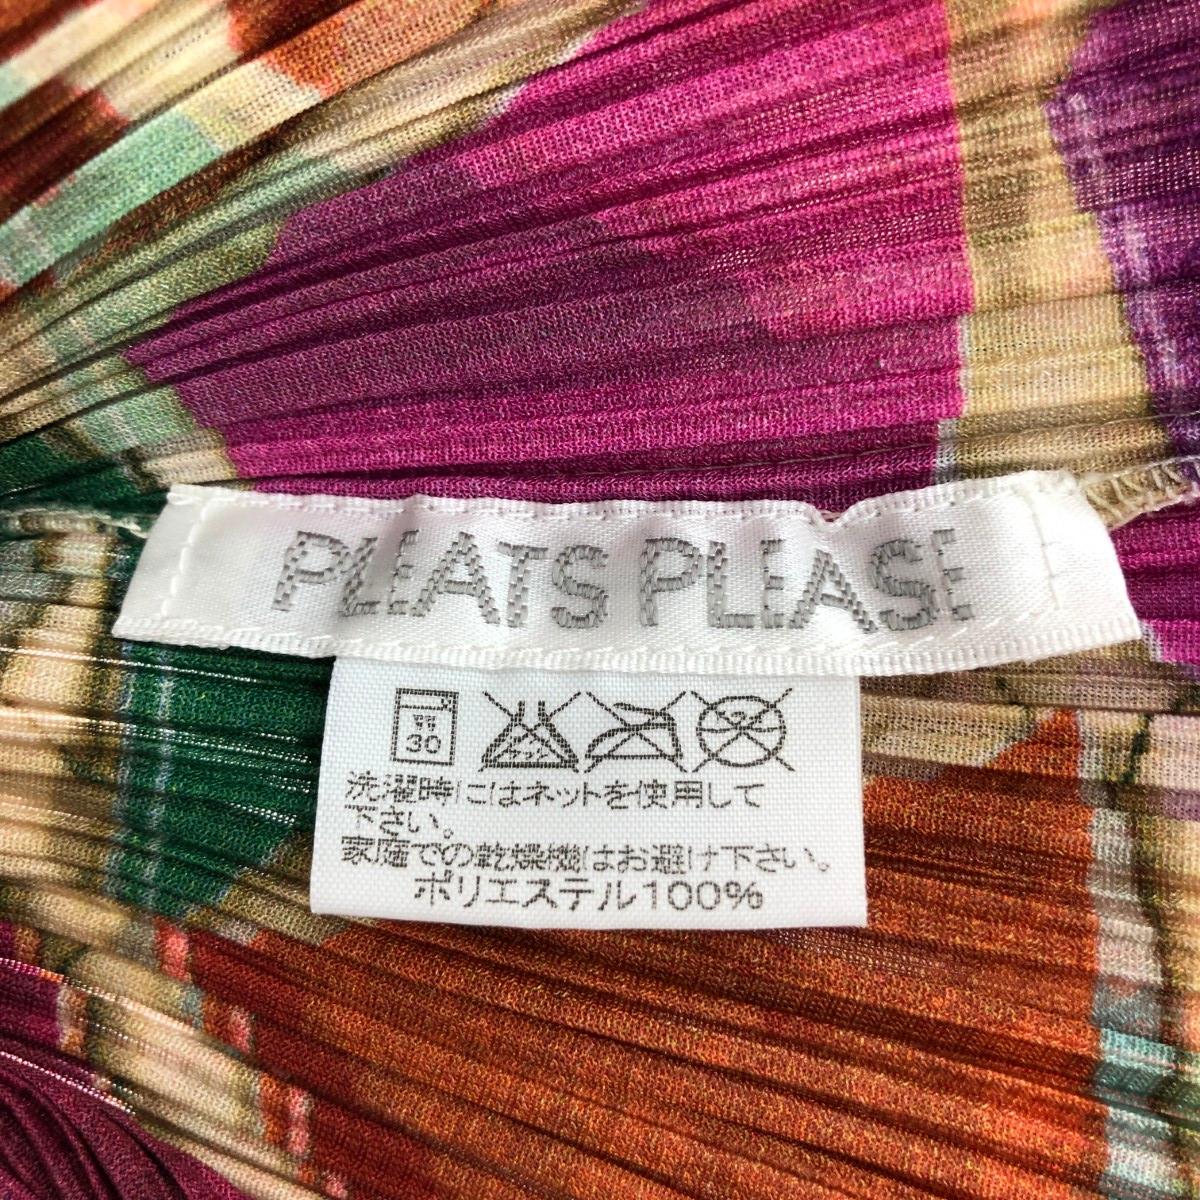 PLEATS PLEASE
弱
30
洗濯時にはネットを使用して
下さい。
家庭での乾燥機はお避け下さい。
ポリエステル100%